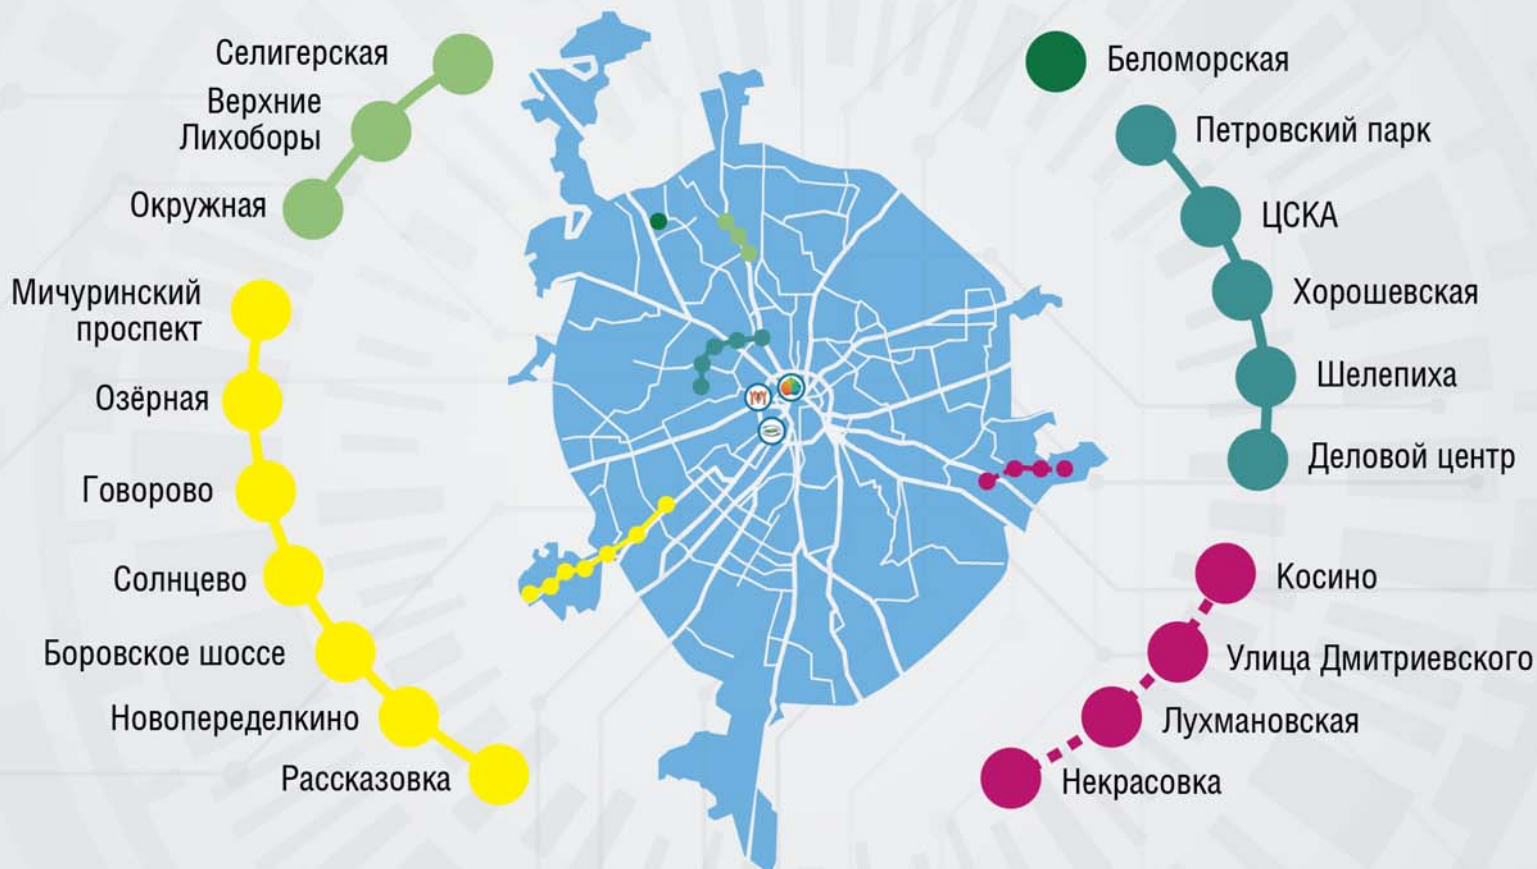 Селигерская
Верхние
Лихоборы
Окружная
Мичуринский
проспект
Озёрная
Говорово
Солнцево
Боровское шоссе
Новопеределкино
Рассказовка
Беломорская
Петровский парк
ЦСКА
Хорошевская
Шелепиха
Деловой центр
Косино
Улица Дмитриевского
Лухмановская
Некрасовка